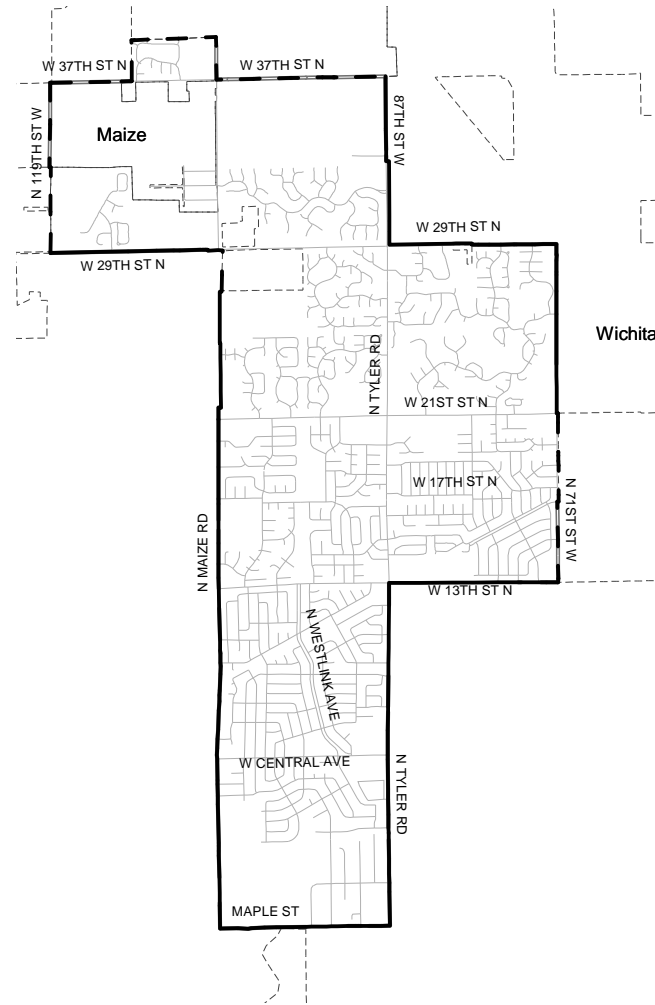 W 37TH ST N
W 37TH ST N
N 119TH ST W
Maize
87TH ST W
W 29TH ST N
W 29TH ST N
Wichita
N TYLER RD
W 21ST ST N
W 17TH ST N
N 71ST ST W
N MAIZE RD
W 13TH ST N
N WESTLINK AVE
W CENTRAL AVE
N TYLER RD
MAPLE ST